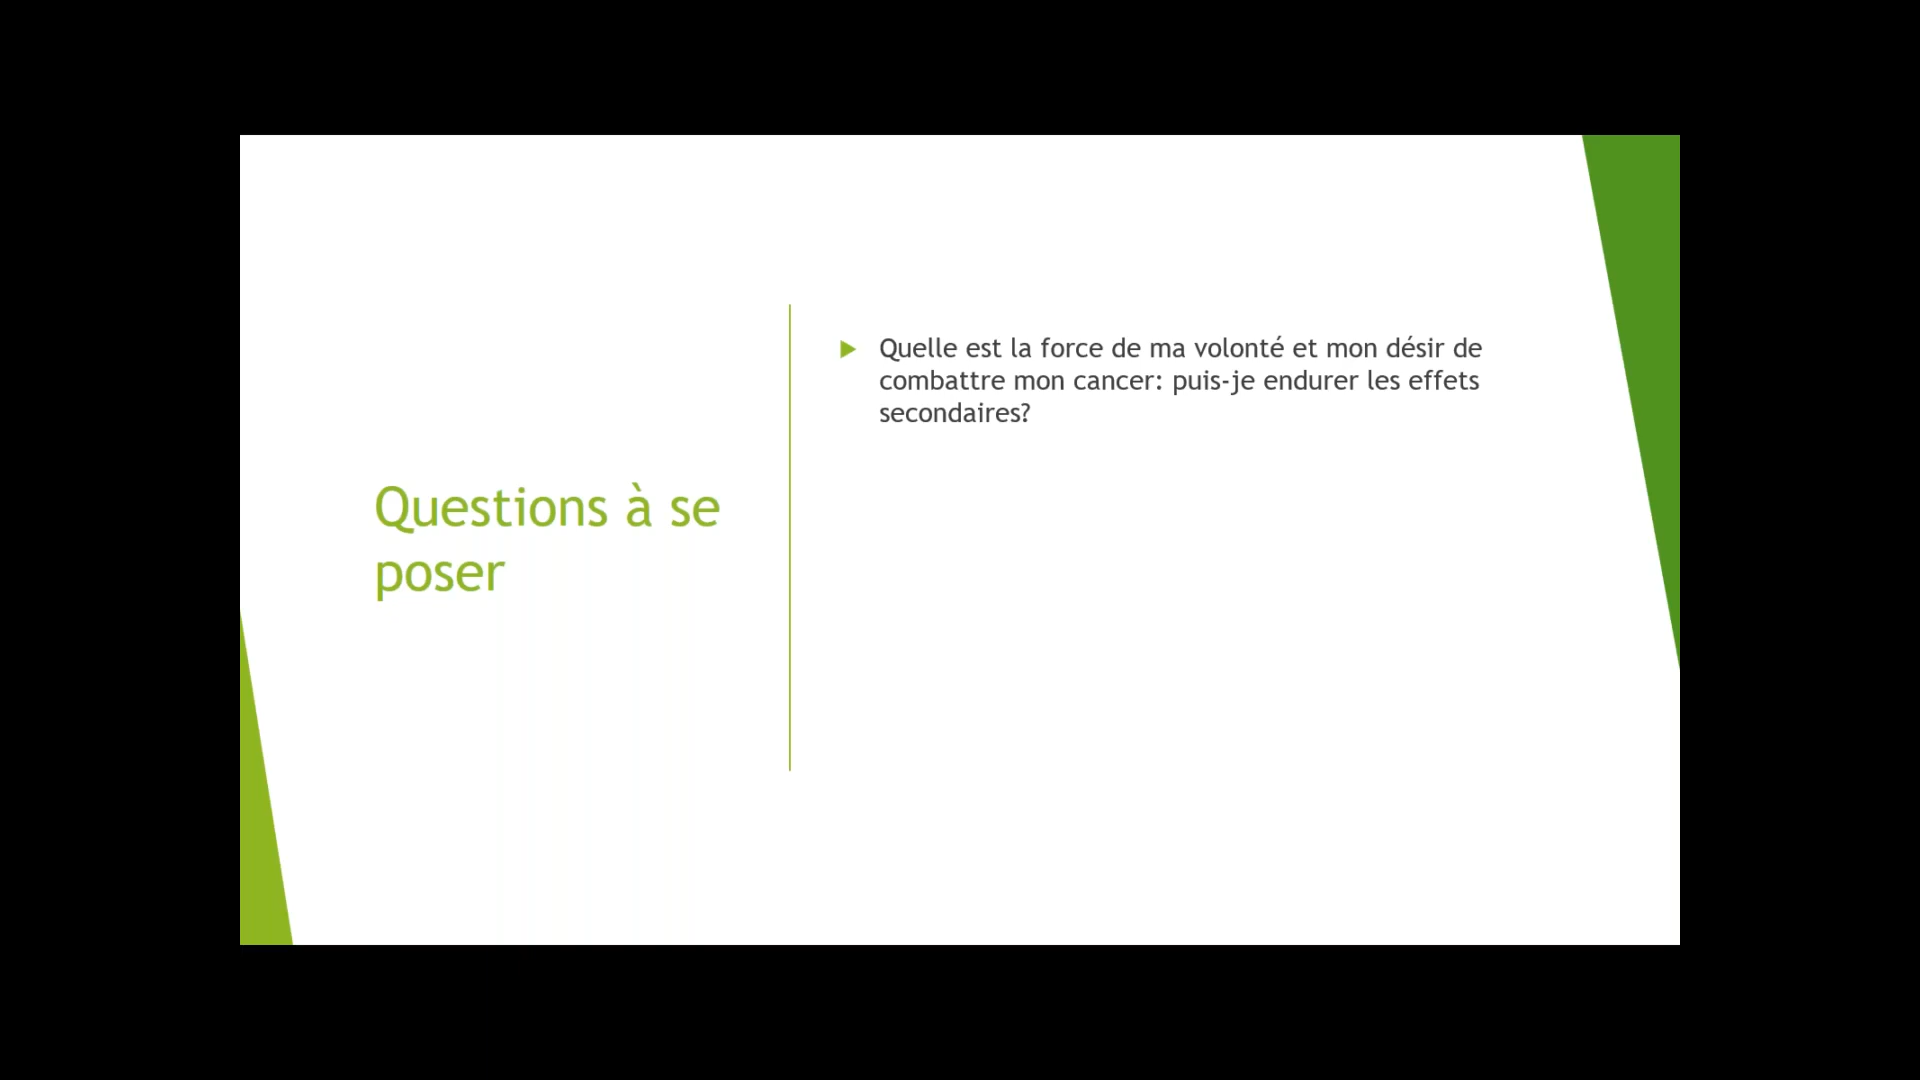 Questions à se
poser
Quelle est la force de ma volonté et mon désir de
combattre mon cancer: puis-je endurer les effets
secondaires?